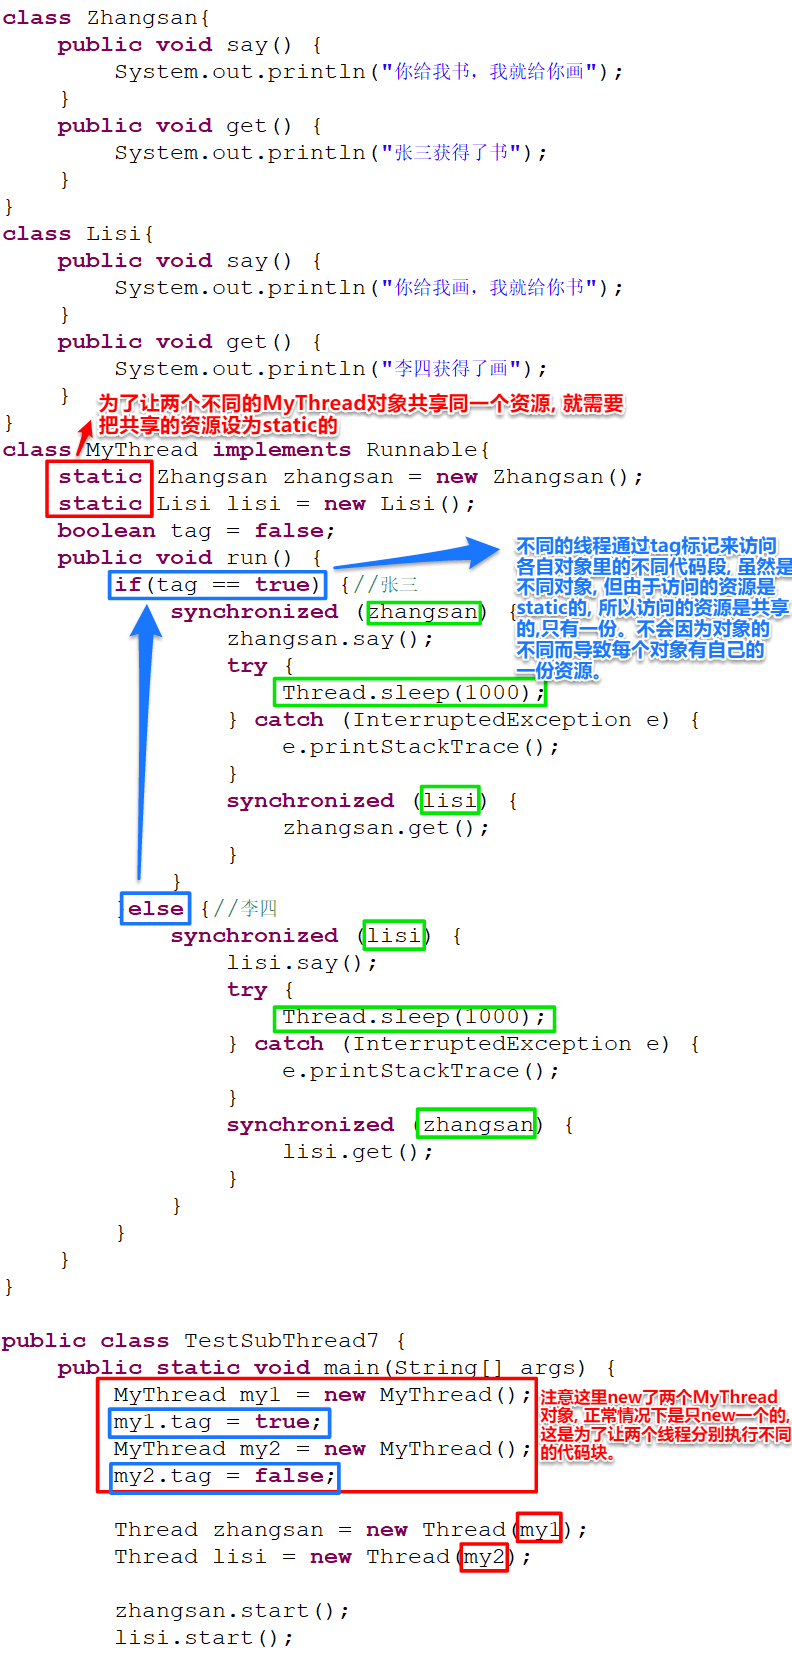 class Zhangsan{
public void say() {
System.out.println("你给我书，我就给你画");
}
public void get() {
System.out.println("张三获得了书");
}
}
class Lisi{
public void say() {
System.out.println("你给我画，我就给你书");
}
public void get() {
System.out.println("李四获得了画");
}
}
为了让两个不同的MyThread对象共享同一个资源, 就需要
把共享的资源设为static的
class MyThread implements Runnable{
static Zhangsan zhangsan = new Zhangsan();
static Lisi lisi = new Lisi();
boolean tag = false;
public void run() {
if(tag == true) {//张三
synchronized (zhangsan) {
zhangsan.say();
try {
Thread.sleep(1000);
} catch (InterruptedException e) {
e.printStackTrace();
}
synchronized (lisi) {
zhangsan.get();
}
}
}else {//李四
synchronized (lisi) {
lisi.say();
try {
Thread.sleep(1000);
} catch (InterruptedException e) {
e.printStackTrace();
}
synchronized (zhangsan) {
lisi.get();
}
}
}
}
}
不同的线程通过tag标记来访问
各自对象里的不同代码段, 虽然是
不同对象, 但由于访问的资源是
static的, 所以访问的资源是共享
的,只有一份。不会因为对象的
不同而导致每个对象有自己的
一份资源。
public class TestSubThread7 {
public static void main(String[] args) {
MyThread my1 = new MyThread();
my1.tag = true;
MyThread my2 = new MyThread();
my2.tag = false;
注意这里new了两个MyThread
对象, 正常情况下是只new一个的,
这是为了让两个线程分别执行不同
的代码块。
Thread zhangsan = new Thread(my1);
Thread lisi = new Thread(my2);
zhangsan.start();
lisi.start();